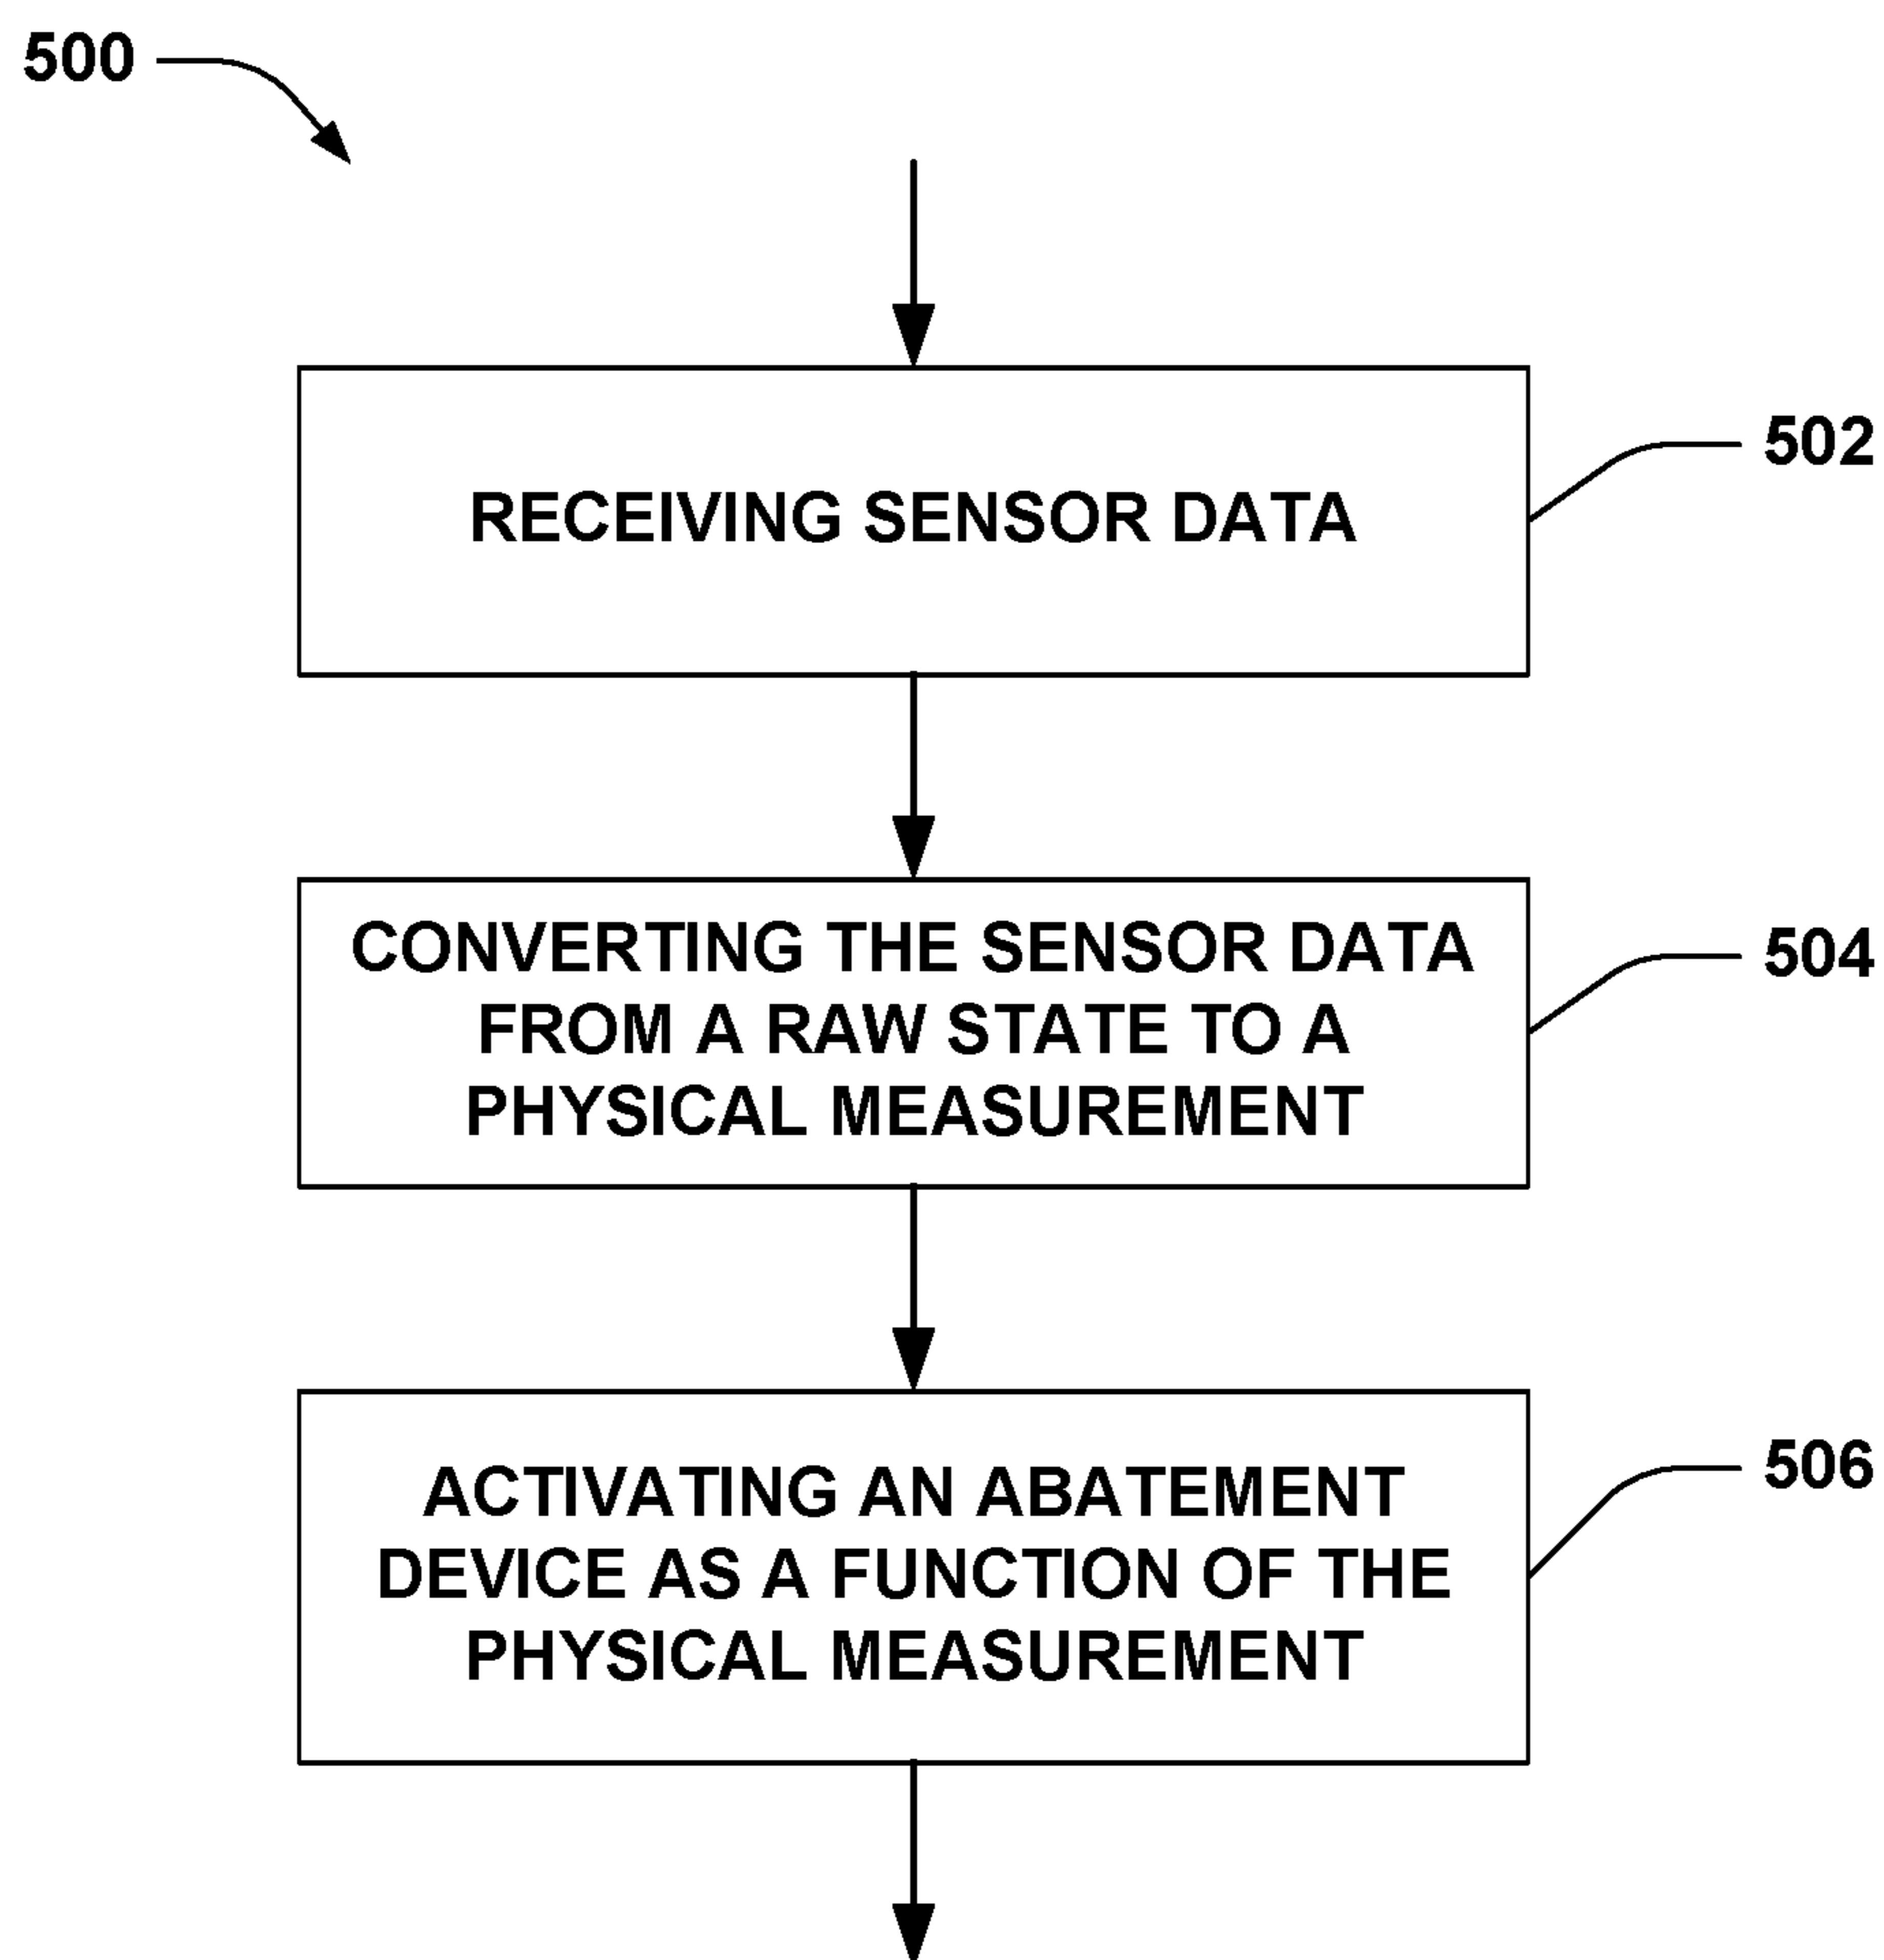 500
RECEIVING SENSOR DATA
502
CONVERTING THE SENSOR DATA
FROM A RAW STATE TO A
PHYSICAL MEASUREMENT
504
ACTIVATING AN ABATEMENT
DEVICE AS A FUNCTION OF THE
PHYSICAL MEASUREMENT
506